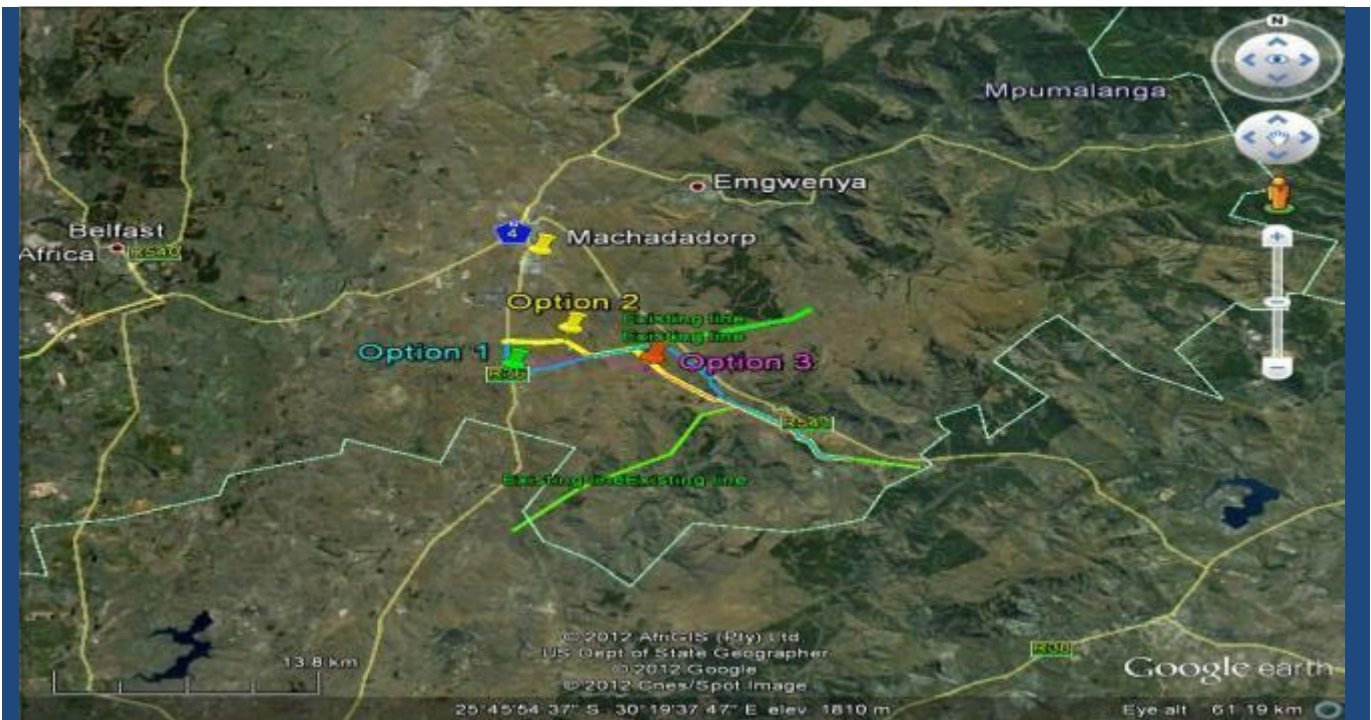 N
Mpumalanga
Emgwenya
Belfast
Africa
R540
4
Machadadorp
Option 2
Existing line
Existing line
Option 1
Option 3
Existing line
Existing line
13.8 km
© 2012 AfriGIS (Pty) Ltd.
US Dept of State Geographer
© 2012 Google
© 2012 Cnes/Spot Image
Google earth
25°45'54.37" S 30°19'37.47" E elev 1810 m
Eye alt 61.19 km